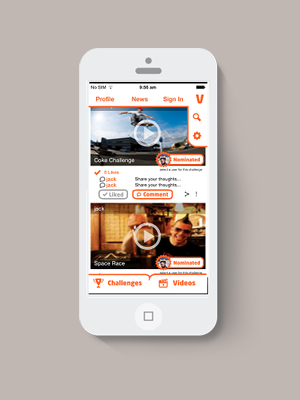 No SIM 9:56 am
Profile News Sign In V
Coke Challenge
Nominated
select a user for this challenge
5 Likes
jack Share your thoughts...
jack Share your thoughts...
Liked Comment
jack
Space Race
Nominated
select a user for this challenge
Challenges Videos